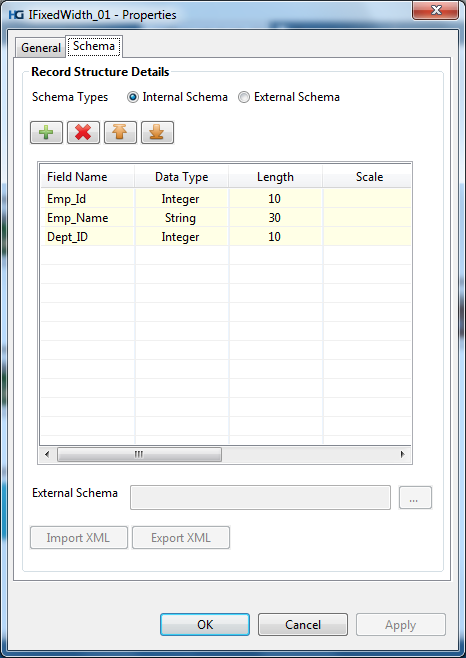 HG IFixedWidth_01 - Properties
General Schema
Record Structure Details
Schema Types Internal Schema External Schema
Field Name Data Type Length Scale
Emp_Id Integer 10
Emp_Name String 30
Dept_ID Integer 10
External Schema ...
Import XML Export XML
OK Cancel Apply